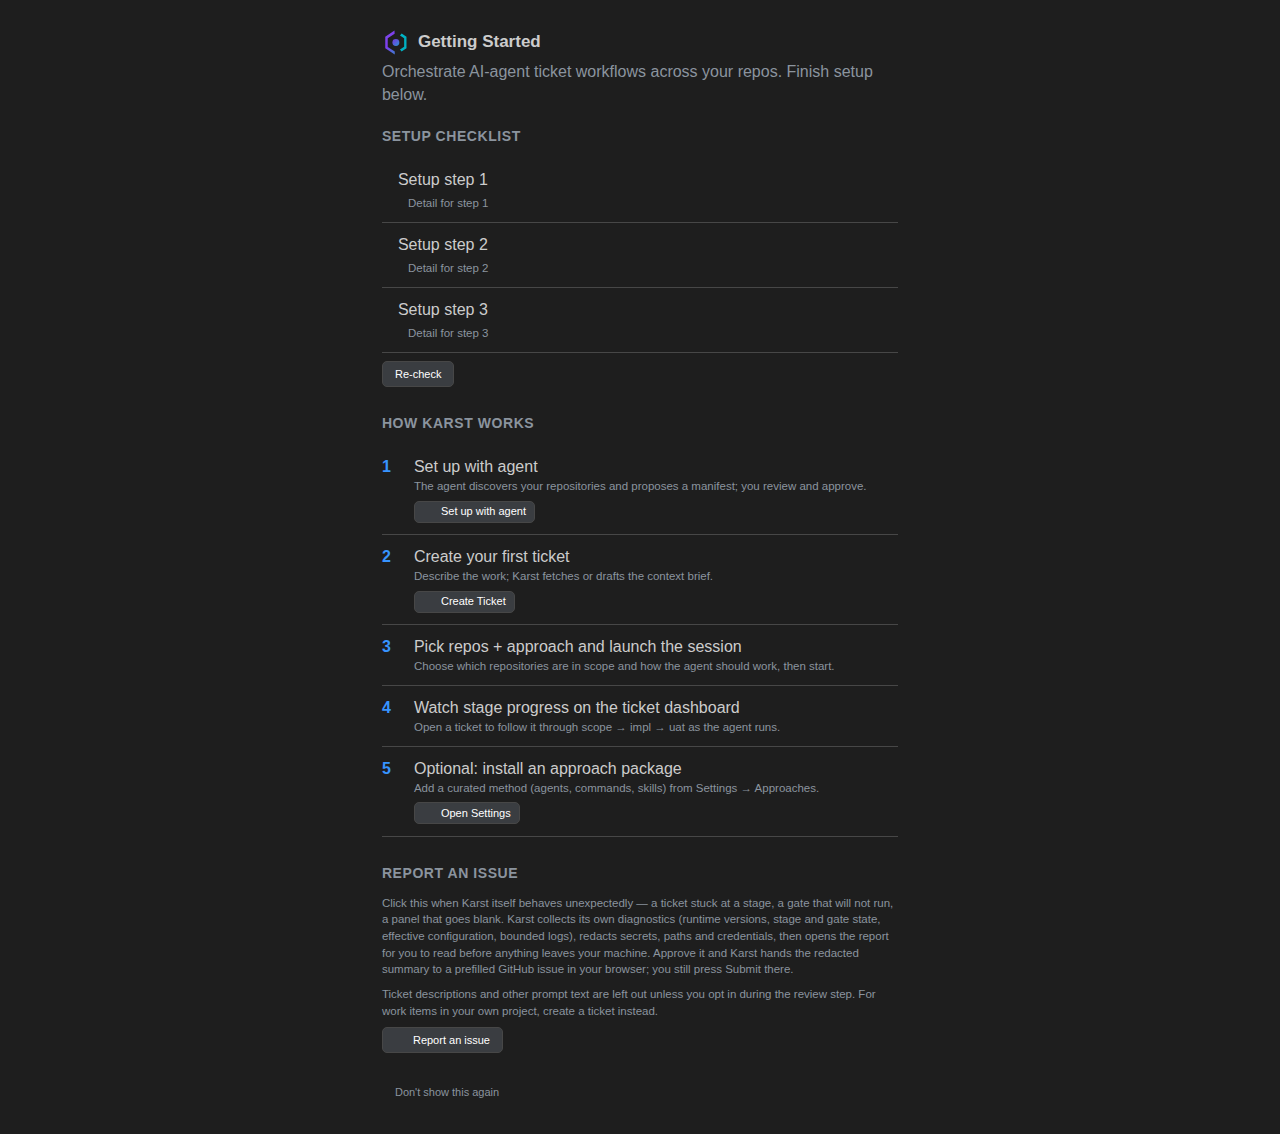 Getting Started
Orchestrate AI-agent ticket workflows across your repos. Finish setup
below.
SETUP CHECKLIST
Setup step 1
Detail for step 1
Setup step 2
Detail for step 2
Setup step 3
Detail for step 3
Re-check
HOW KARST WORKS
1 Set up with agent
The agent discovers your repositories and proposes a manifest; you review and approve.
Set up with agent
2 Create your first ticket
Describe the work; Karst fetches or drafts the context brief.
Create Ticket
3 Pick repos + approach and launch the session
Choose which repositories are in scope and how the agent should work, then start.
4 Watch stage progress on the ticket dashboard
Open a ticket to follow it through scope → impl → uat as the agent runs.
5 Optional: install an approach package
Add a curated method (agents, commands, skills) from Settings → Approaches.
Open Settings
REPORT AN ISSUE
Click this when Karst itself behaves unexpectedly — a ticket stuck at a stage, a gate that will not run,
a panel that goes blank. Karst collects its own diagnostics (runtime versions, stage and gate state,
effective configuration, bounded logs), redacts secrets, paths and credentials, then opens the report
for you to read before anything leaves your machine. Approve it and Karst hands the redacted
summary to a prefilled GitHub issue in your browser; you still press Submit there.
Ticket descriptions and other prompt text are left out unless you opt in during the review step. For
work items in your own project, create a ticket instead.
Report an issue
Don't show this again